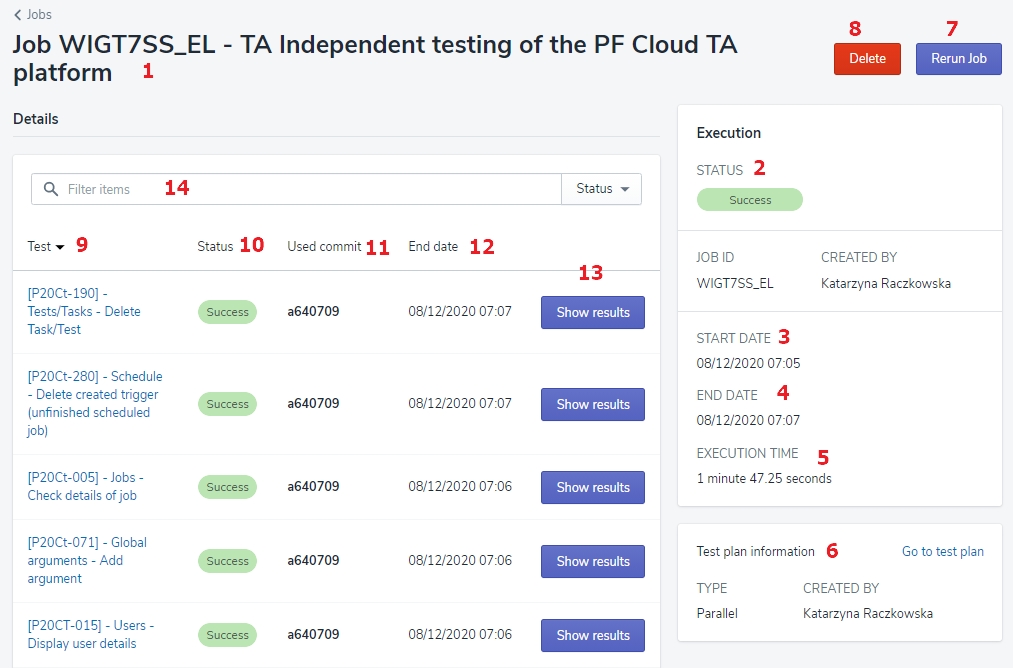 Jobs
Job WIGT7SS_EL - TA Independent testing of the PF Cloud TA
platform 1
8
Delete
7
Rerun Job
Details
Filter items 14
Status
Test 9 Status 10 Used commit 11 End date 12
13
[P20Ct-190] -
Tests/Tasks - Delete
Task/Test
Success a640709 08/12/2020 07:07 Show results
[P20Ct-280] - Schedule
- Delete created trigger
(unfinished scheduled
job)
Success a640709 08/12/2020 07:07 Show results
[P20Ct-005] - Jobs -
Check details of job
Success a640709 08/12/2020 07:06 Show results
[P20Ct-071] - Global
arguments - Add
argument
Success a640709 08/12/2020 07:06 Show results
[P20CT-015] - Users -
Display user details
Success a640709 08/12/2020 07:06 Show results
Execution
STATUS 2
Success
JOB ID CREATED BY
WIGT7SS_EL Katarzyna Raczkowska
START DATE 3
08/12/2020 07:05
END DATE 4
08/12/2020 07:07
EXECUTION TIME 5
1 minute 47.25 seconds
Test plan information 6 Go to test plan
TYPE CREATED BY
Parallel Katarzyna Raczkowska